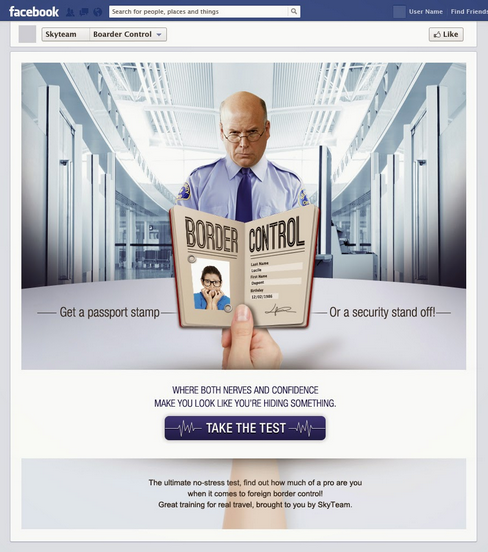 facebook
Search for people, places and things
User Name Find Friends
Skyteam Boarder Control
Like
BORDER CONTROL
Last Name
Lucile
First Name
Dupont
Birthday
12/02/1986
Get a passport stamp
Or a security stand off!
WHERE BOTH NERVES AND CONFIDENCE
MAKE YOU LOOK LIKE YOU'RE HIDING SOMETHING.
TAKE THE TEST
The ultimate no-stress test, find out how much of a pro are you
when it comes to foreign border control!
Great training for real travel, brought to you by SkyTeam.